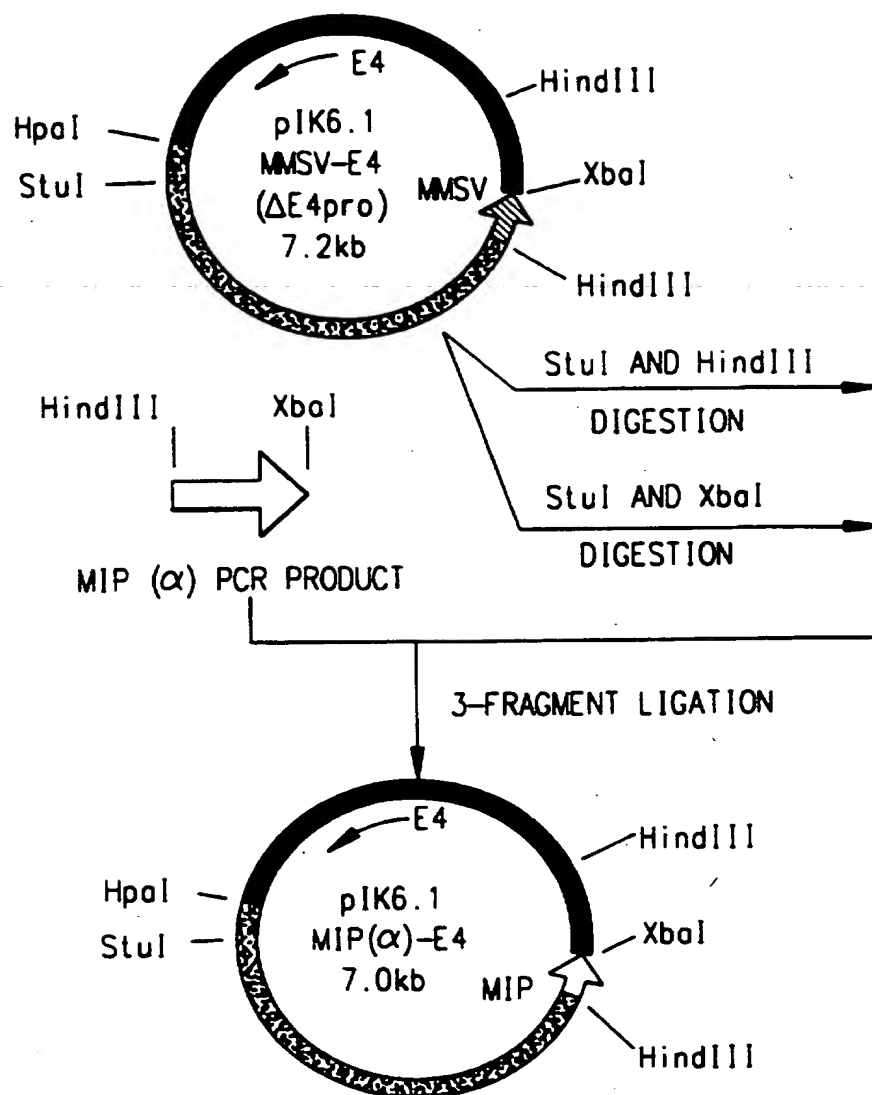 E4
HindIII
HpaI
pIK6.1
StuI
MMSV-E4
MMSV
XbaI
(ΔE4pro)
7.2kb
HindIII
StuI AND HindIII
DIGESTION
HindIII
XbaI
StuI AND XbaI
DIGESTION
MIP (α) PCR PRODUCT
3-FRAGMENT LIGATION
E4
HindIII
HpaI
pIK6.1
StuI
MIP(α)-E4
XbaI
7.0kb
MIP
HindIII